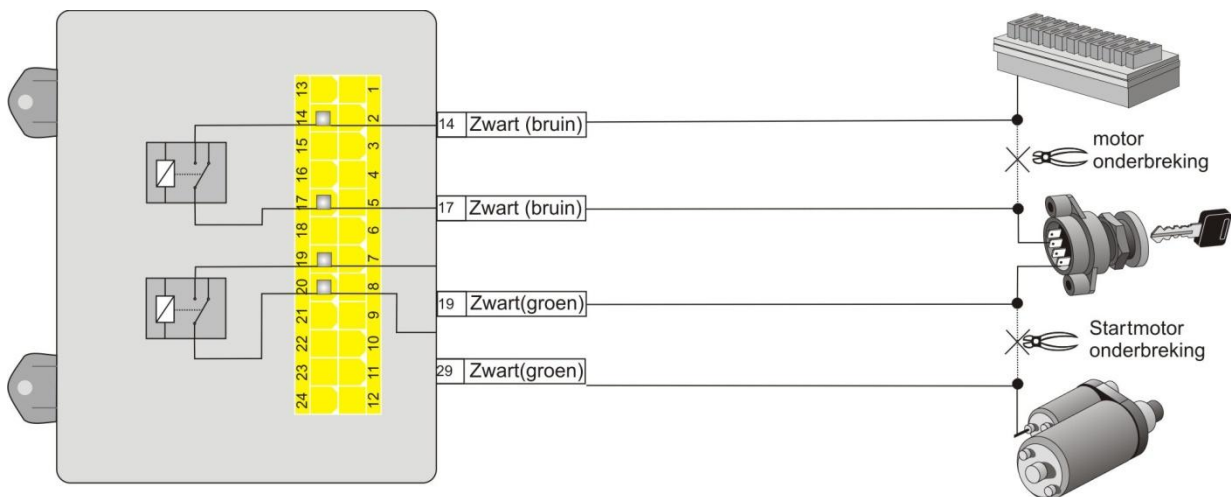 13 1
14 2
15 3
16 4
17 5
18 6
19 7
20 8
21 9
22 10
23 11
24 12
14 Zwart (bruin)
17 Zwart (bruin)
19 Zwart(groen)
29 Zwart(groen)
motor
onderbreking
Startmotor
onderbreking